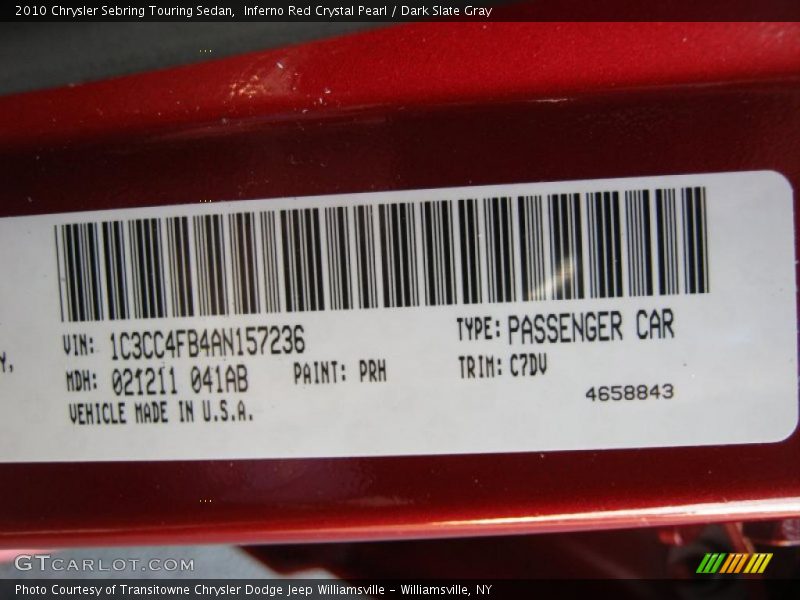 2010 Chrysler Sebring Touring Sedan,  Inferno Red Crystal Pearl / Dark Slate Gray
Y,
VIN: 1C3CC4FB4AN157236
TYPE: PASSENGER CAR
MDH: 021211 041AB
PAINT: PRH
TRIM: C7DV
4658843
VEHICLE MADE IN U.S.A.
GTCARLOT.COM
Photo Courtesy of Transitowne Chrysler Dodge Jeep Williamsville - Williamsville, NY